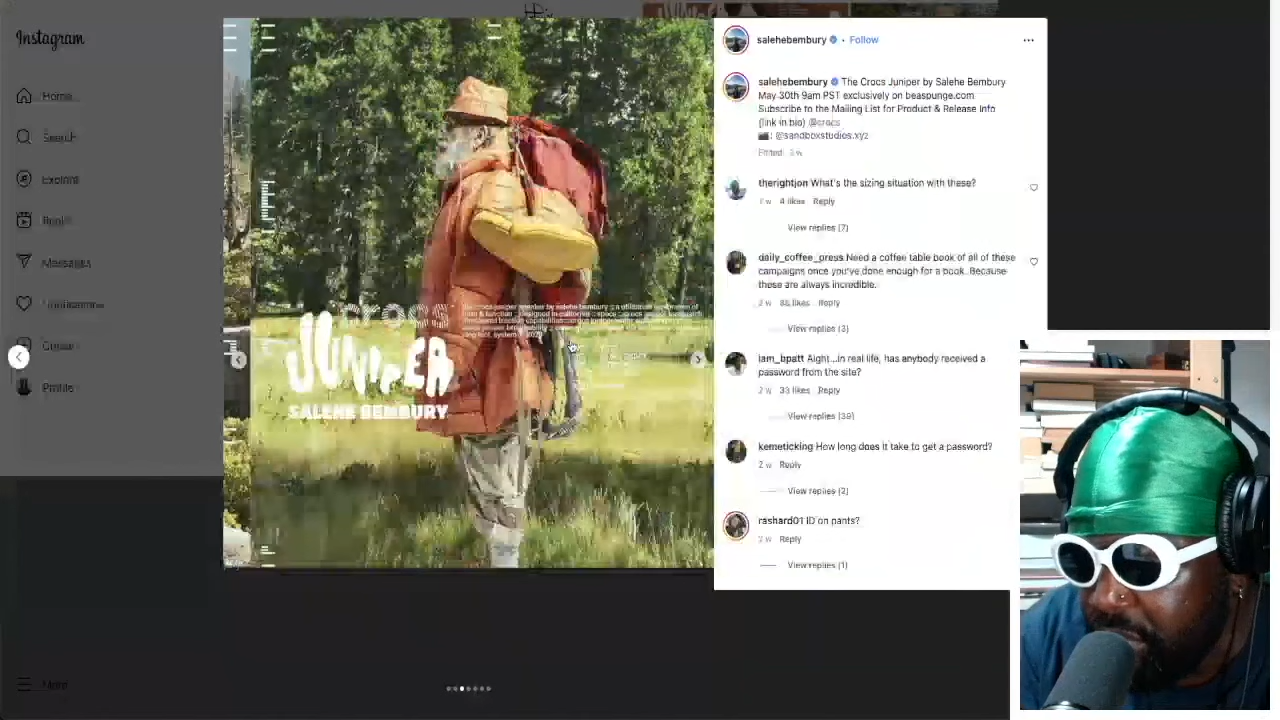 Instagram
Home
Search
Explore
Reels
Messages
Profile
More
CROCS
JUNIPER
SALEHE BEMBURY
salehebembury • Follow
salehebembury The Crocs Juniper by Salehe Bembury
May 30th 9am PST exclusively on beaspunge.com
Subscribe to the Mailing List for Product & Release Info
(link in bio) @crocs
: @sandboxstudios.xyz
Edited
therightjon What's the sizing situation with these?
4 likes Reply
View replies (7)
daily_coffee_press Need a coffee table book of all of these
campaigns once you've done enough for a book. Because
these are always incredible.
2 w Reply
View replies (3)
iam_bpatt Aight...in real life, has anybody received a
password from the site?
2 w 33 likes Reply
View replies (39)
kemeticking How long does it take to get a password?
2 w Reply
View replies (2)
rashard01 ID on pants?
2 w Reply
View replies (1)